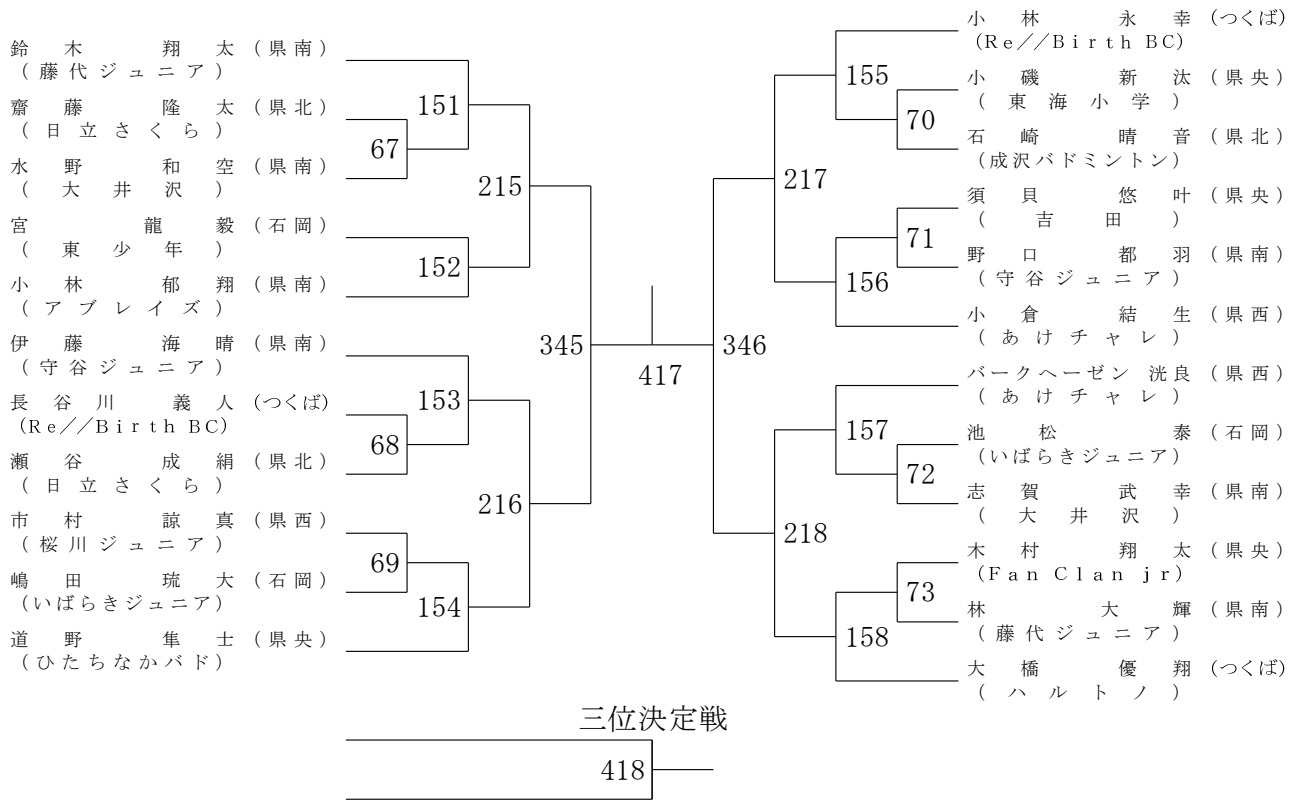 鈴木 翔太 (県南)
(藤代ジュニア)
齋藤 隆太 (県北)
(日立さくら)
水野 和空 (県南)
(大井沢)
宮 龍毅 (石岡)
(東少年)
小林 郁翔 (県南)
(アブレイズ)
伊藤 海晴 (県南)
(守谷ジュニア)
長谷川 義人 (つくば)
(Re//Birth BC)
瀬谷 成絹 (県北)
(日立さくら)
市村 諒真 (県西)
(桜川ジュニア)
嶋田 琉大 (石岡)
(いばらきジュニア)
道野 隼士 (県央)
(ひたちなかバド)
67
68
69
151
152
153
154
215
216
345
417
346
217
218
155
156
157
158
70
71
72
73
小林 永幸 (つくば)
(Re//Birth BC)
小磯 新汰 (県央)
(東海小学)
石崎 晴音 (県北)
(成沢バドミントン)
須貝 悠叶 (県央)
(吉田)
野口 都羽 (県南)
(守谷ジュニア)
小倉 結生 (県西)
(あけチャレ)
バークヘーゼン 洸良 (県西)
(あけチャレ)
池松 泰 (石岡)
(いばらきジュニア)
志賀 武幸 (県南)
(大井沢)
木村 翔太 (県央)
(Fan Clan jr)
林 大輝 (県南)
(藤代ジュニア)
大橋 優翔 (つくば)
(ハルトノ)
三位決定戦
418